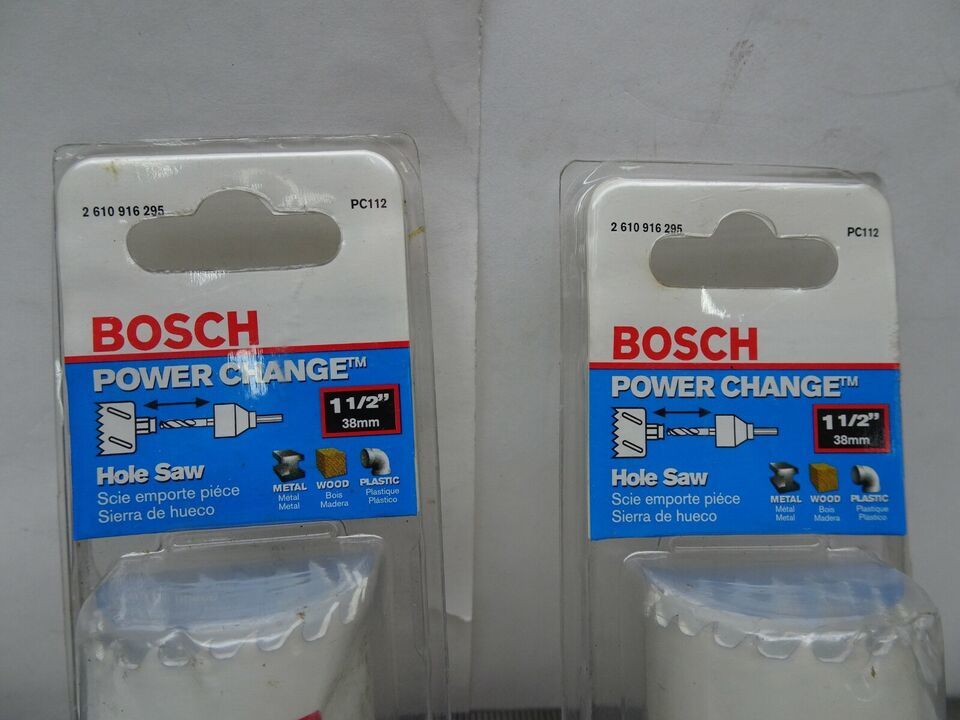 2 610 916 295 PC112
BOSCH
POWER CHANGE™
1 1/2”
38mm
Hole Saw
Scie emporte piéce
Sierra de hueco
METAL
Métal
Metal
WOOD
Bois
Madera
PLASTIC
Plastique
Plástico
2 610 916 295 PC112
BOSCH
POWER CHANGE™
1 1/2”
38mm
Hole Saw
Scie emporte piéce
Sierra de hueco
METAL
Métal
Metal
WOOD
Bois
Madera
PLASTIC
Plastique
Plástico